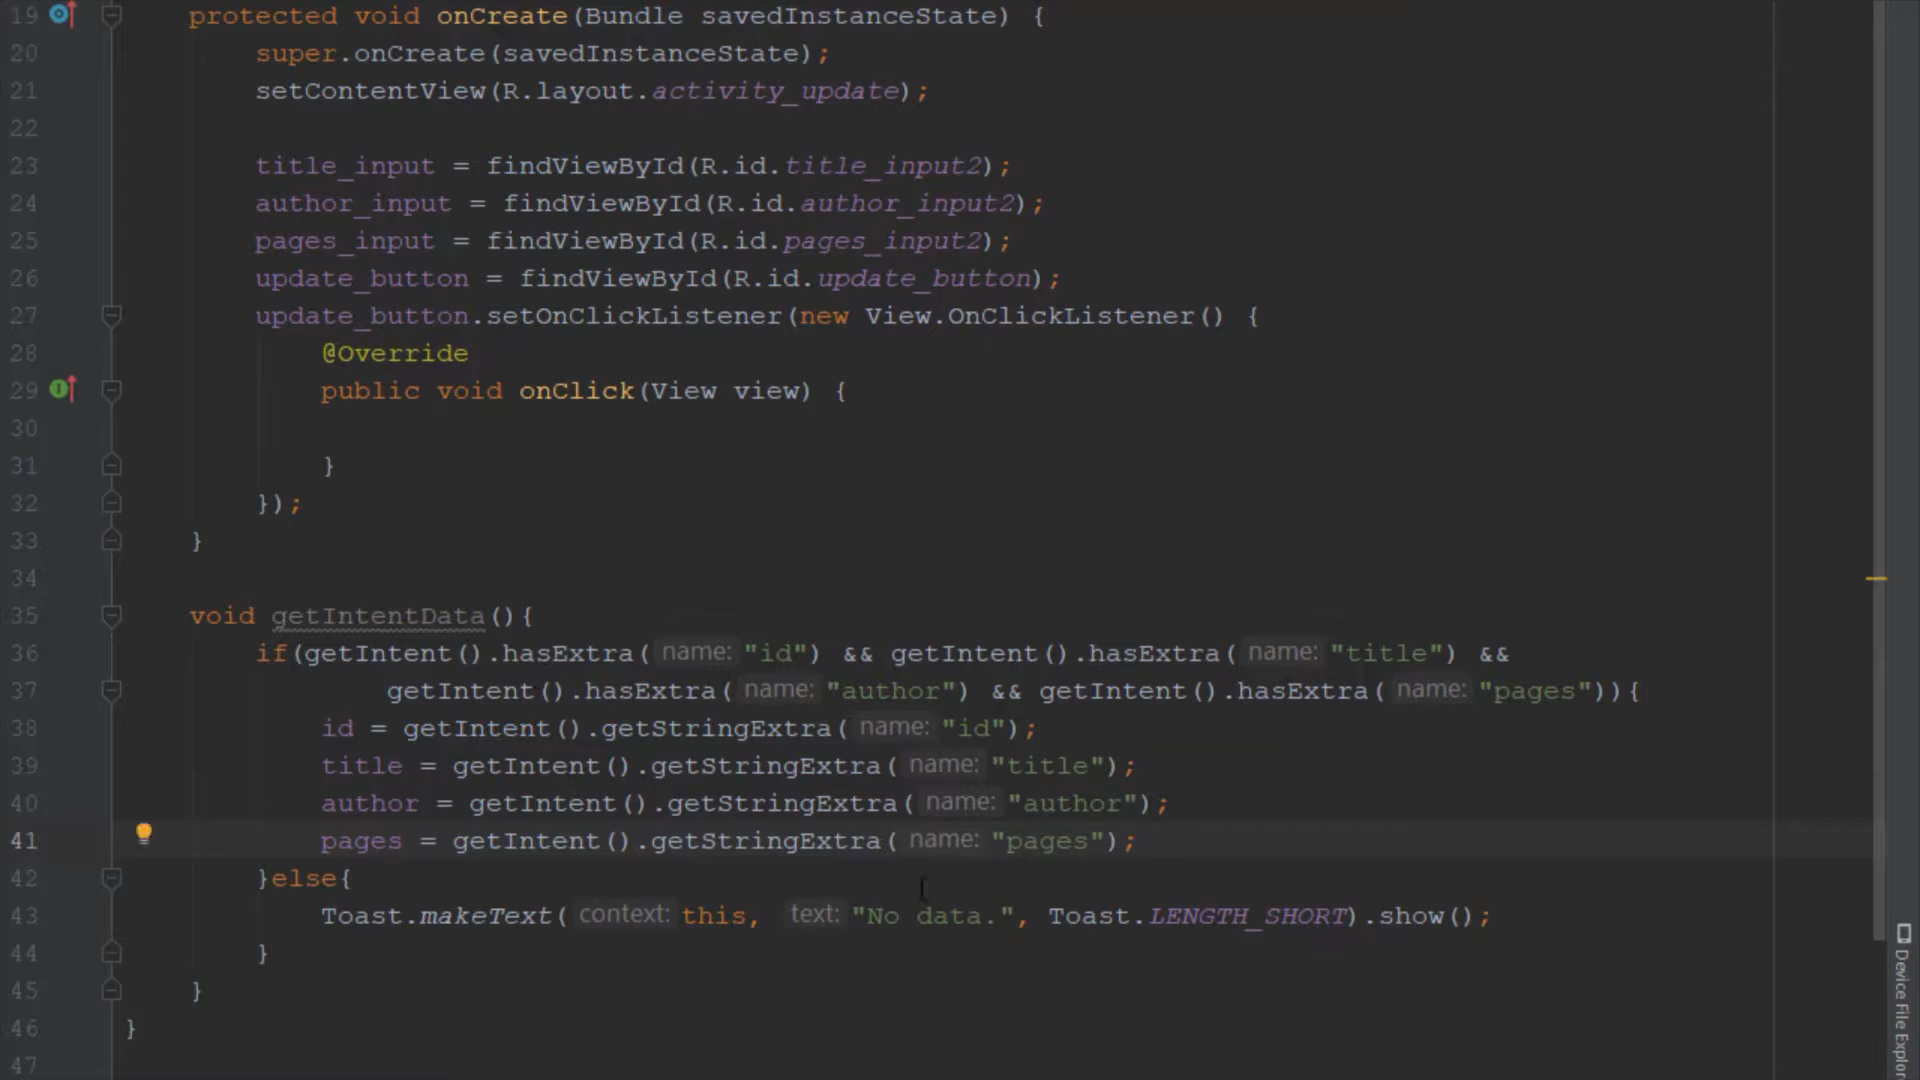 19 protected void onCreate(Bundle savedInstanceState) {
20 super.onCreate(savedInstanceState);
21 setContentView(R.layout.activity_update);
22
23 title_input = findViewById(R.id.title_input2);
24 author_input = findViewById(R.id.author_input2);
25 pages_input = findViewById(R.id.pages_input2);
26 update_button = findViewById(R.id.update_button);
27 update_button.setOnClickListener(new View.OnClickListener() {
28 @Override
29 public void onClick(View view) {
30
31 }
32 });
33 }
34
35 void getIntentData(){
36 if(getIntent().hasExtra( name: "id") && getIntent().hasExtra( name: "title") &&
37 getIntent().hasExtra( name: "author") && getIntent().hasExtra( name: "pages")){
38 id = getIntent().getStringExtra( name: "id");
39 title = getIntent().getStringExtra( name: "title");
40 author = getIntent().getStringExtra( name: "author");
41 pages = getIntent().getStringExtra( name: "pages");
42 }else{
43 Toast.makeText( context: this, text: "No data.", Toast.LENGTH_SHORT).show();
44 }
45 }
46 }
47
Device File Explor